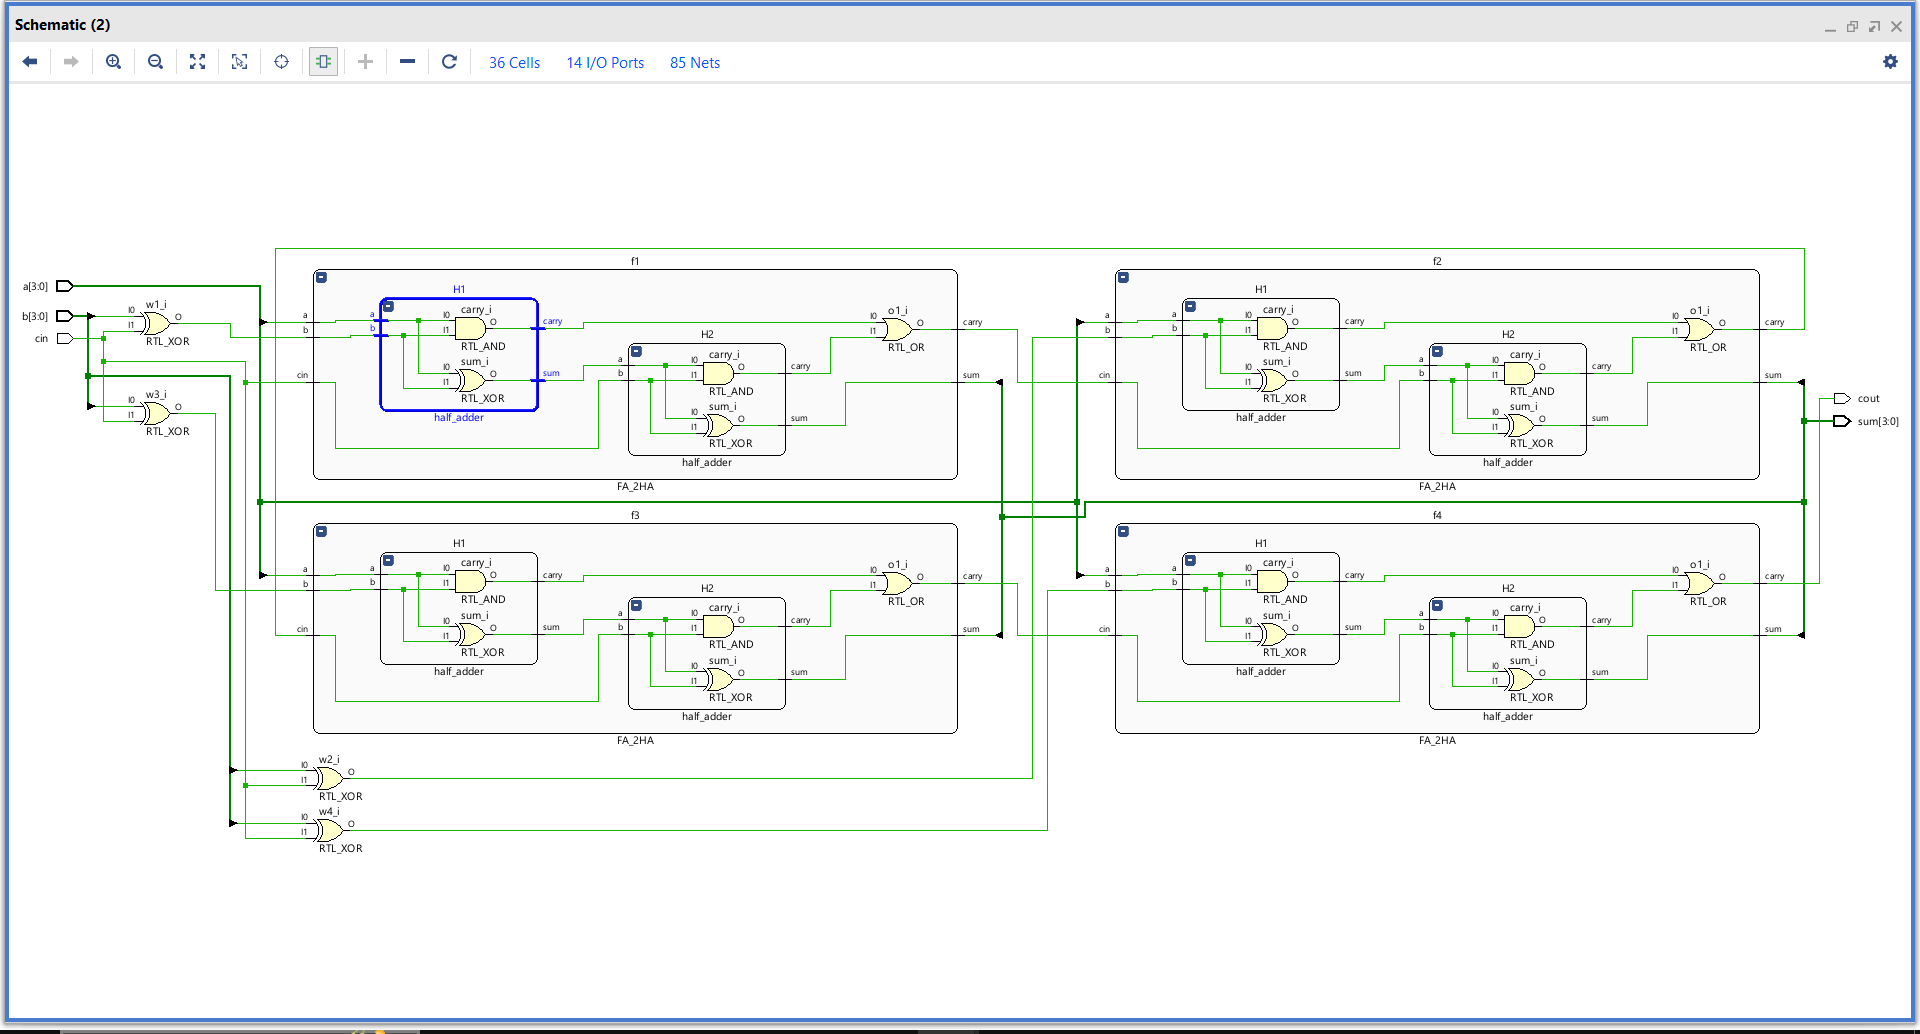 Schematic (2)
36 Cells 14 I/O Ports 85 Nets
a[3:0]
b[3:0]
cin
w1_i
I0
I1
O
RTL_XOR
w3_i
I0
I1
O
RTL_XOR
f1
a
b
cin
H1
a
b
carry_i
I0
I1
O
RTL_AND
sum_i
I0
I1
O
RTL_XOR
carry
sum
half_adder
H2
a
b
carry_i
I0
I1
O
RTL_AND
sum_i
I0
I1
O
RTL_XOR
carry
sum
half_adder
o1_i
I0
I1
O
RTL_OR
carry
sum
FA_2HA
f2
a
b
cin
H1
a
b
carry_i
I0
I1
O
RTL_AND
sum_i
I0
I1
O
RTL_XOR
carry
sum
half_adder
H2
a
b
carry_i
I0
I1
O
RTL_AND
sum_i
I0
I1
O
RTL_XOR
carry
sum
half_adder
o1_i
I0
I1
O
RTL_OR
carry
sum
FA_2HA
cout
sum[3:0]
f3
a
b
cin
H1
a
b
carry_i
I0
I1
O
RTL_AND
sum_i
I0
I1
O
RTL_XOR
carry
sum
half_adder
H2
a
b
carry_i
I0
I1
O
RTL_AND
sum_i
I0
I1
O
RTL_XOR
carry
sum
half_adder
o1_i
I0
I1
O
RTL_OR
carry
sum
FA_2HA
f4
a
b
cin
H1
a
b
carry_i
I0
I1
O
RTL_AND
sum_i
I0
I1
O
RTL_XOR
carry
sum
half_adder
H2
a
b
carry_i
I0
I1
O
RTL_AND
sum_i
I0
I1
O
RTL_XOR
carry
sum
half_adder
o1_i
I0
I1
O
RTL_OR
carry
sum
FA_2HA
w2_i
I0
I1
O
RTL_XOR
w4_i
I0
I1
O
RTL_XOR